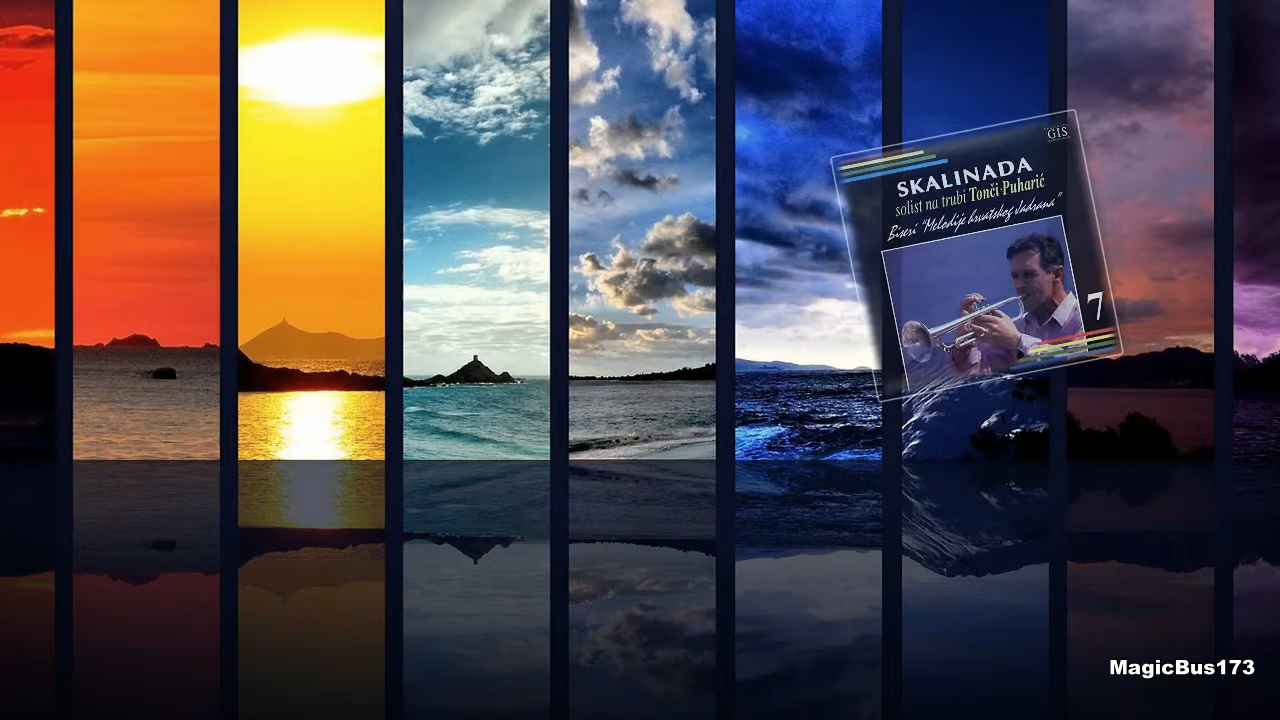 GIS
SKALINADA
solist na trubi Tonči Puharić
Biseri "Melodije hrvatskog Jadrana"
7
MagicBus173